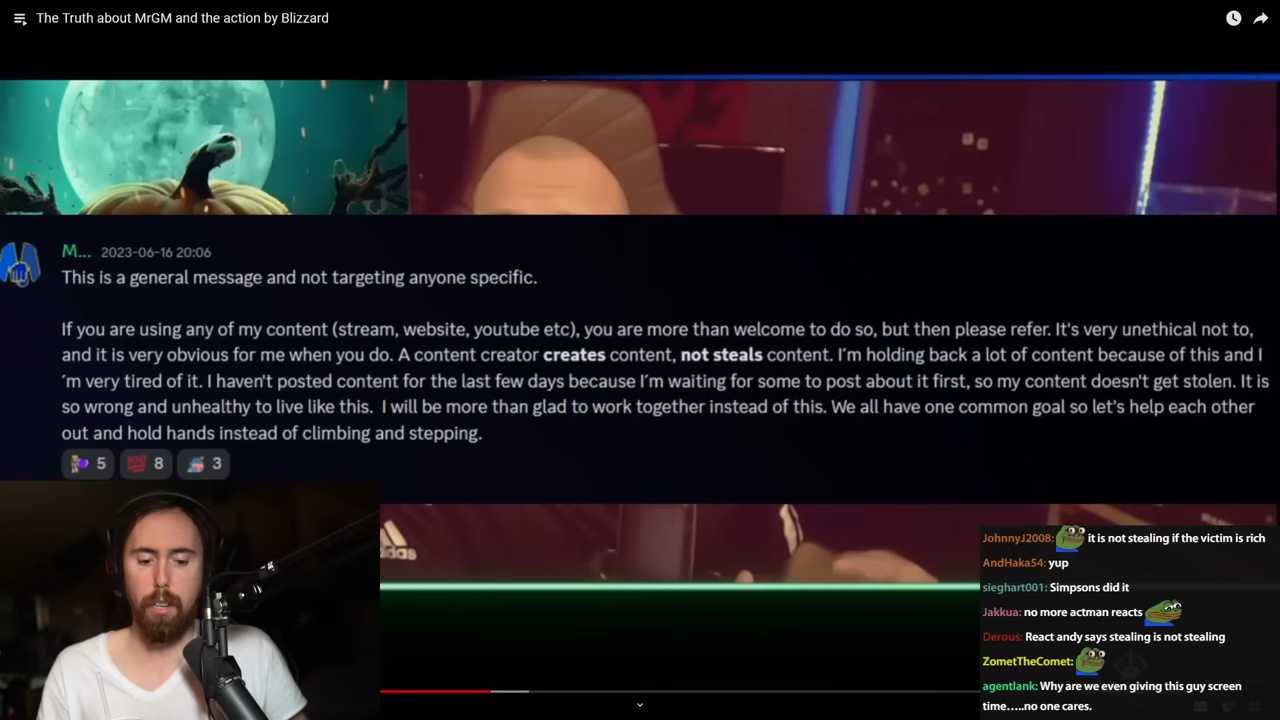 The Truth about MrGM and the action by Blizzard
M... 2023-06-16 20:06
This is a general message and not targeting anyone specific.
If you are using any of my content (stream, website, youtube etc), you are more than welcome to do so, but then please refer. It's very unethical not to,
and it is very obvious for me when you do. A content creator creates content, not steals content. I´m holding back a lot of content because of this and I
´m very tired of it. I haven't posted content for the last few days because I´m waiting for some to post about it first, so my content doesn't get stolen. It is
so wrong and unhealthy to live like this. I will be more than glad to work together instead of this. We all have one common goal so let's help each other
out and hold hands instead of climbing and stepping.
5 100 8 3
adidas
JohnnyJ2008: it is not stealing if the victim is rich
AndHaka54: yup
sieghart001: Simpsons did it
Jakkua: no more actman reacts
Derous: React andy says stealing is not stealing
ZometTheComet:
agentlank: Why are we even giving this guy screen
time.....no one cares.